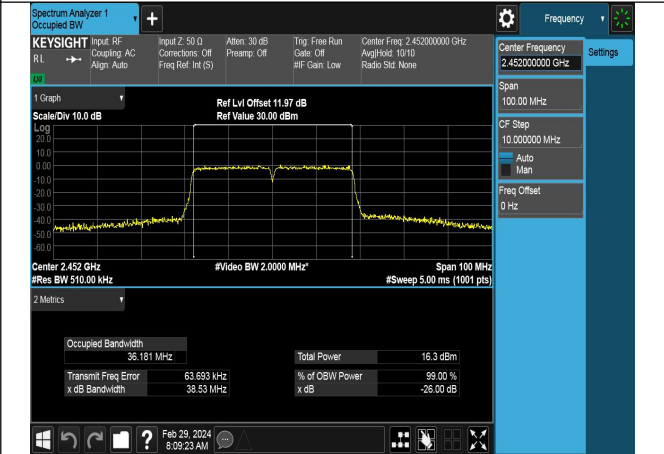 Spectrum Analyzer 1
Occupied BW
Frequency
KEYSIGHT
Input: RF
Input Z: 50 Ω
Atten: 30 dB
Trig: Free Run
Center Freq: 2.452000000 GHz
RL
Coupling: AC
Corrections: Off
Preamp: Off
Gate: Off
Avg|Hold: 10/10
Align: Auto
Freq Ref: Int (S)
#IF Gain: Low
Radio Std: None
Center Frequency
2.452000000 GHz
Settings
Span
100.00 MHz
CF Step
10.000000 MHz
Auto
Man
Freq Offset
0 Hz
1 Graph
Ref Lvl Offset 11.97 dB
Scale/Div 10.0 dB
Ref Value 30.00 dBm
Log
20.0
10.0
0.00
-10.0
-20.0
-30.0
-40.0
-50.0
-60.0
Center 2.452 GHz
#Video BW 2.0000 MHz*
Span 100 MHz
#Res BW 510.00 kHz
#Sweep 5.00 ms (1001 pts)
2 Metrics
Occupied Bandwidth
36.181 MHz
Total Power
16.3 dBm
Transmit Freq Error
63.693 kHz
% of OBW Power
99.00 %
x dB Bandwidth
38.53 MHz
x dB
-26.00 dB
?
Feb 29, 2024
8:09:23 AM